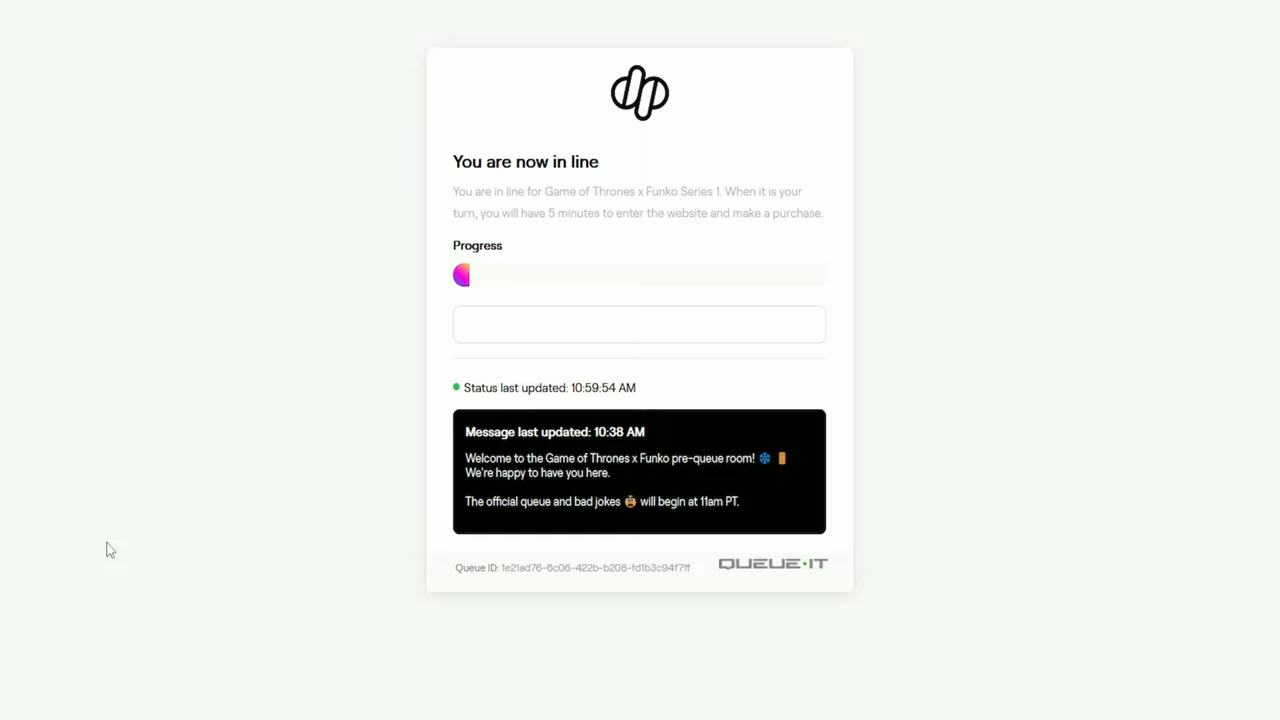 You are now in line
You are in line for Game of Thrones x Funko Series 1. When it is your
turn, you will have 5 minutes to enter the website and make a purchase.
Progress
Status last updated: 10:59:54 AM
Message last updated: 10:38 AM
Welcome to the Game of Thrones x Funko pre-queue room! ❄️ 🚪
We're happy to have you here.
The official queue and bad jokes 🤡 will begin at 11am PT.
Queue ID: 1e21ad76-6c06-422b-b208-fd1b3c94f7ff
QUEUE·IT